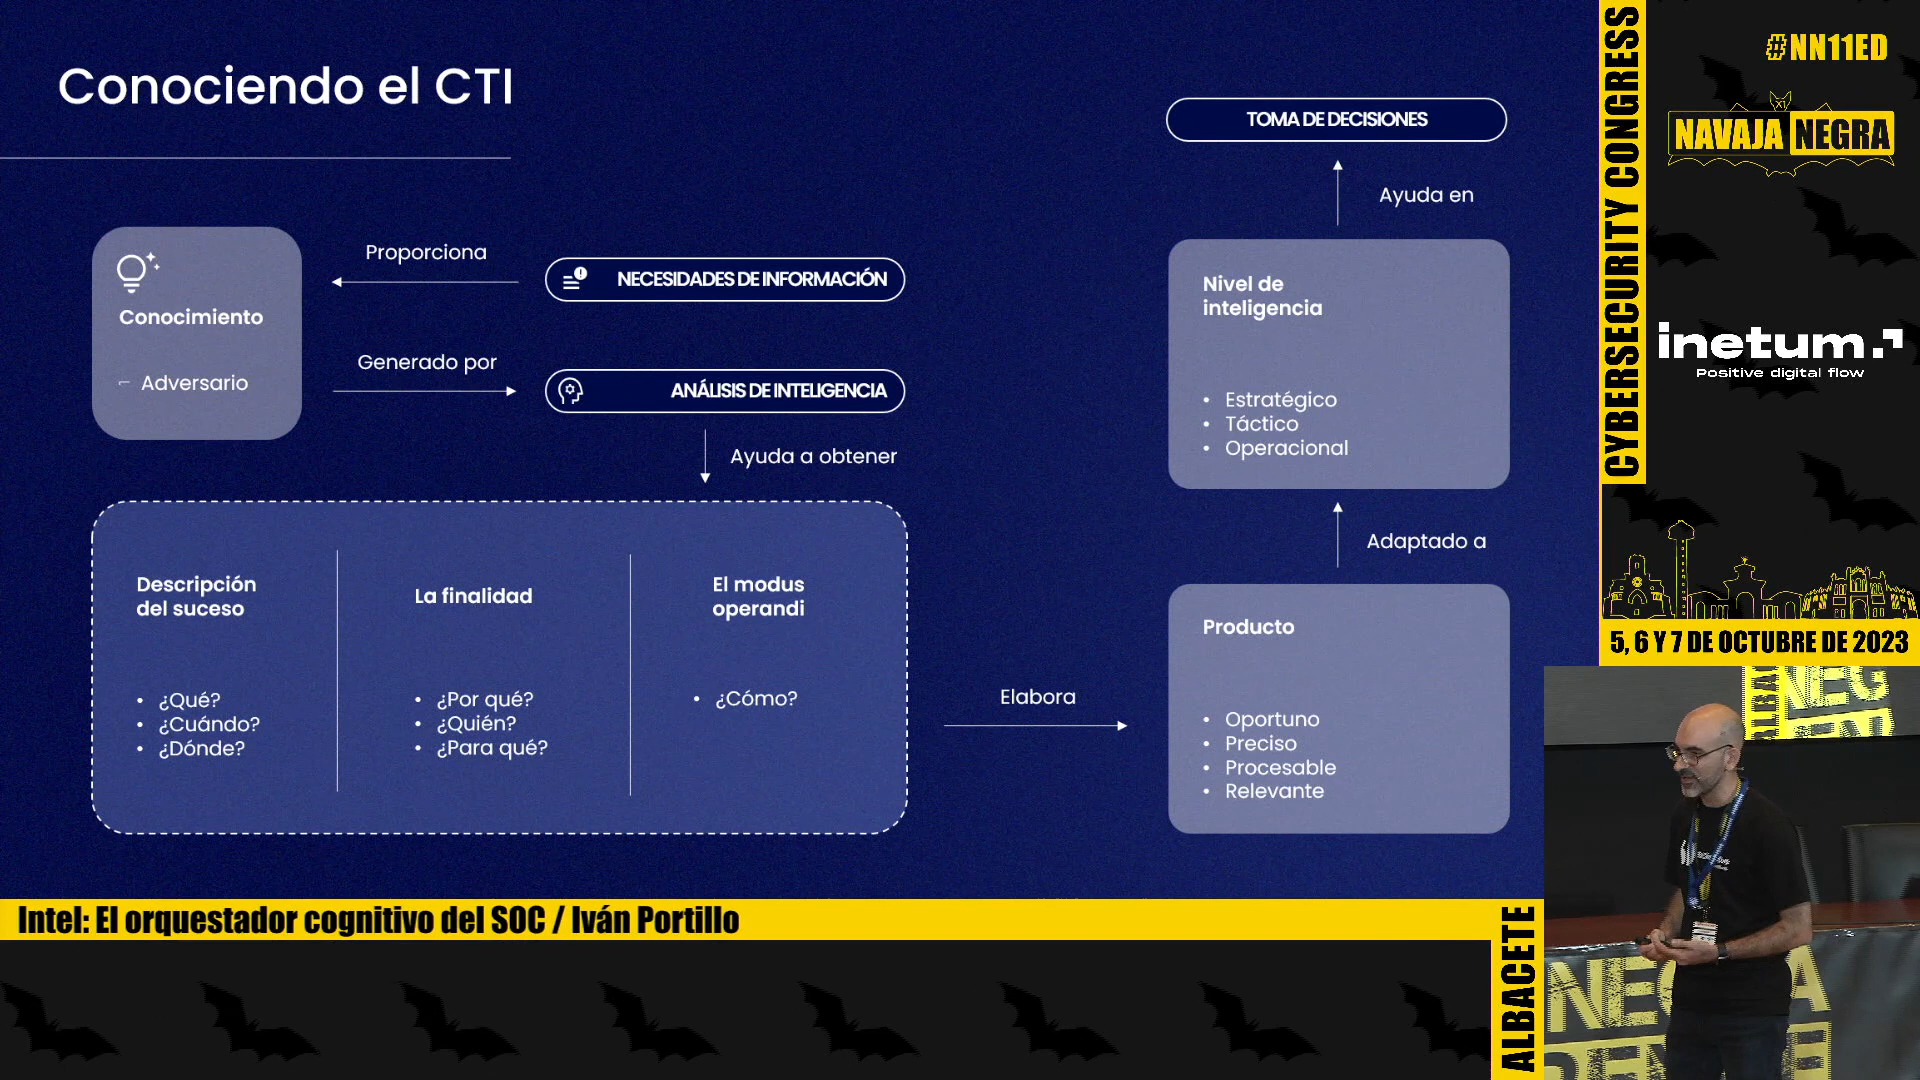 Conociendo el CTI
Proporciona
NECESIDADES DE INFORMACIÓN
Conocimiento
Adversario
Generado por
ANÁLISIS DE INTELIGENCIA
Ayuda a obtener
Descripción
del suceso
• ¿Qué?
• ¿Cuándo?
• ¿Dónde?
La finalidad
• ¿Por qué?
• ¿Quién?
• ¿Para qué?
El modus
operandi
• ¿Cómo?
Elabora
TOMA DE DECISIONES
Ayuda en
Nivel de
inteligencia
• Estratégico
• Táctico
• Operacional
Adaptado a
Producto
• Oportuno
• Preciso
• Procesable
• Relevante
CYBERSECURITY CONGRESS
#NN11ED
XI
NAVAJA NEGRA
inetum.
Positive digital flow
5, 6 Y 7 DE OCTUBRE DE 2023
Intel: El orquestador cognitivo del SOC / Iván Portillo
ALBACETE
ALBA
NEG
NEG
A